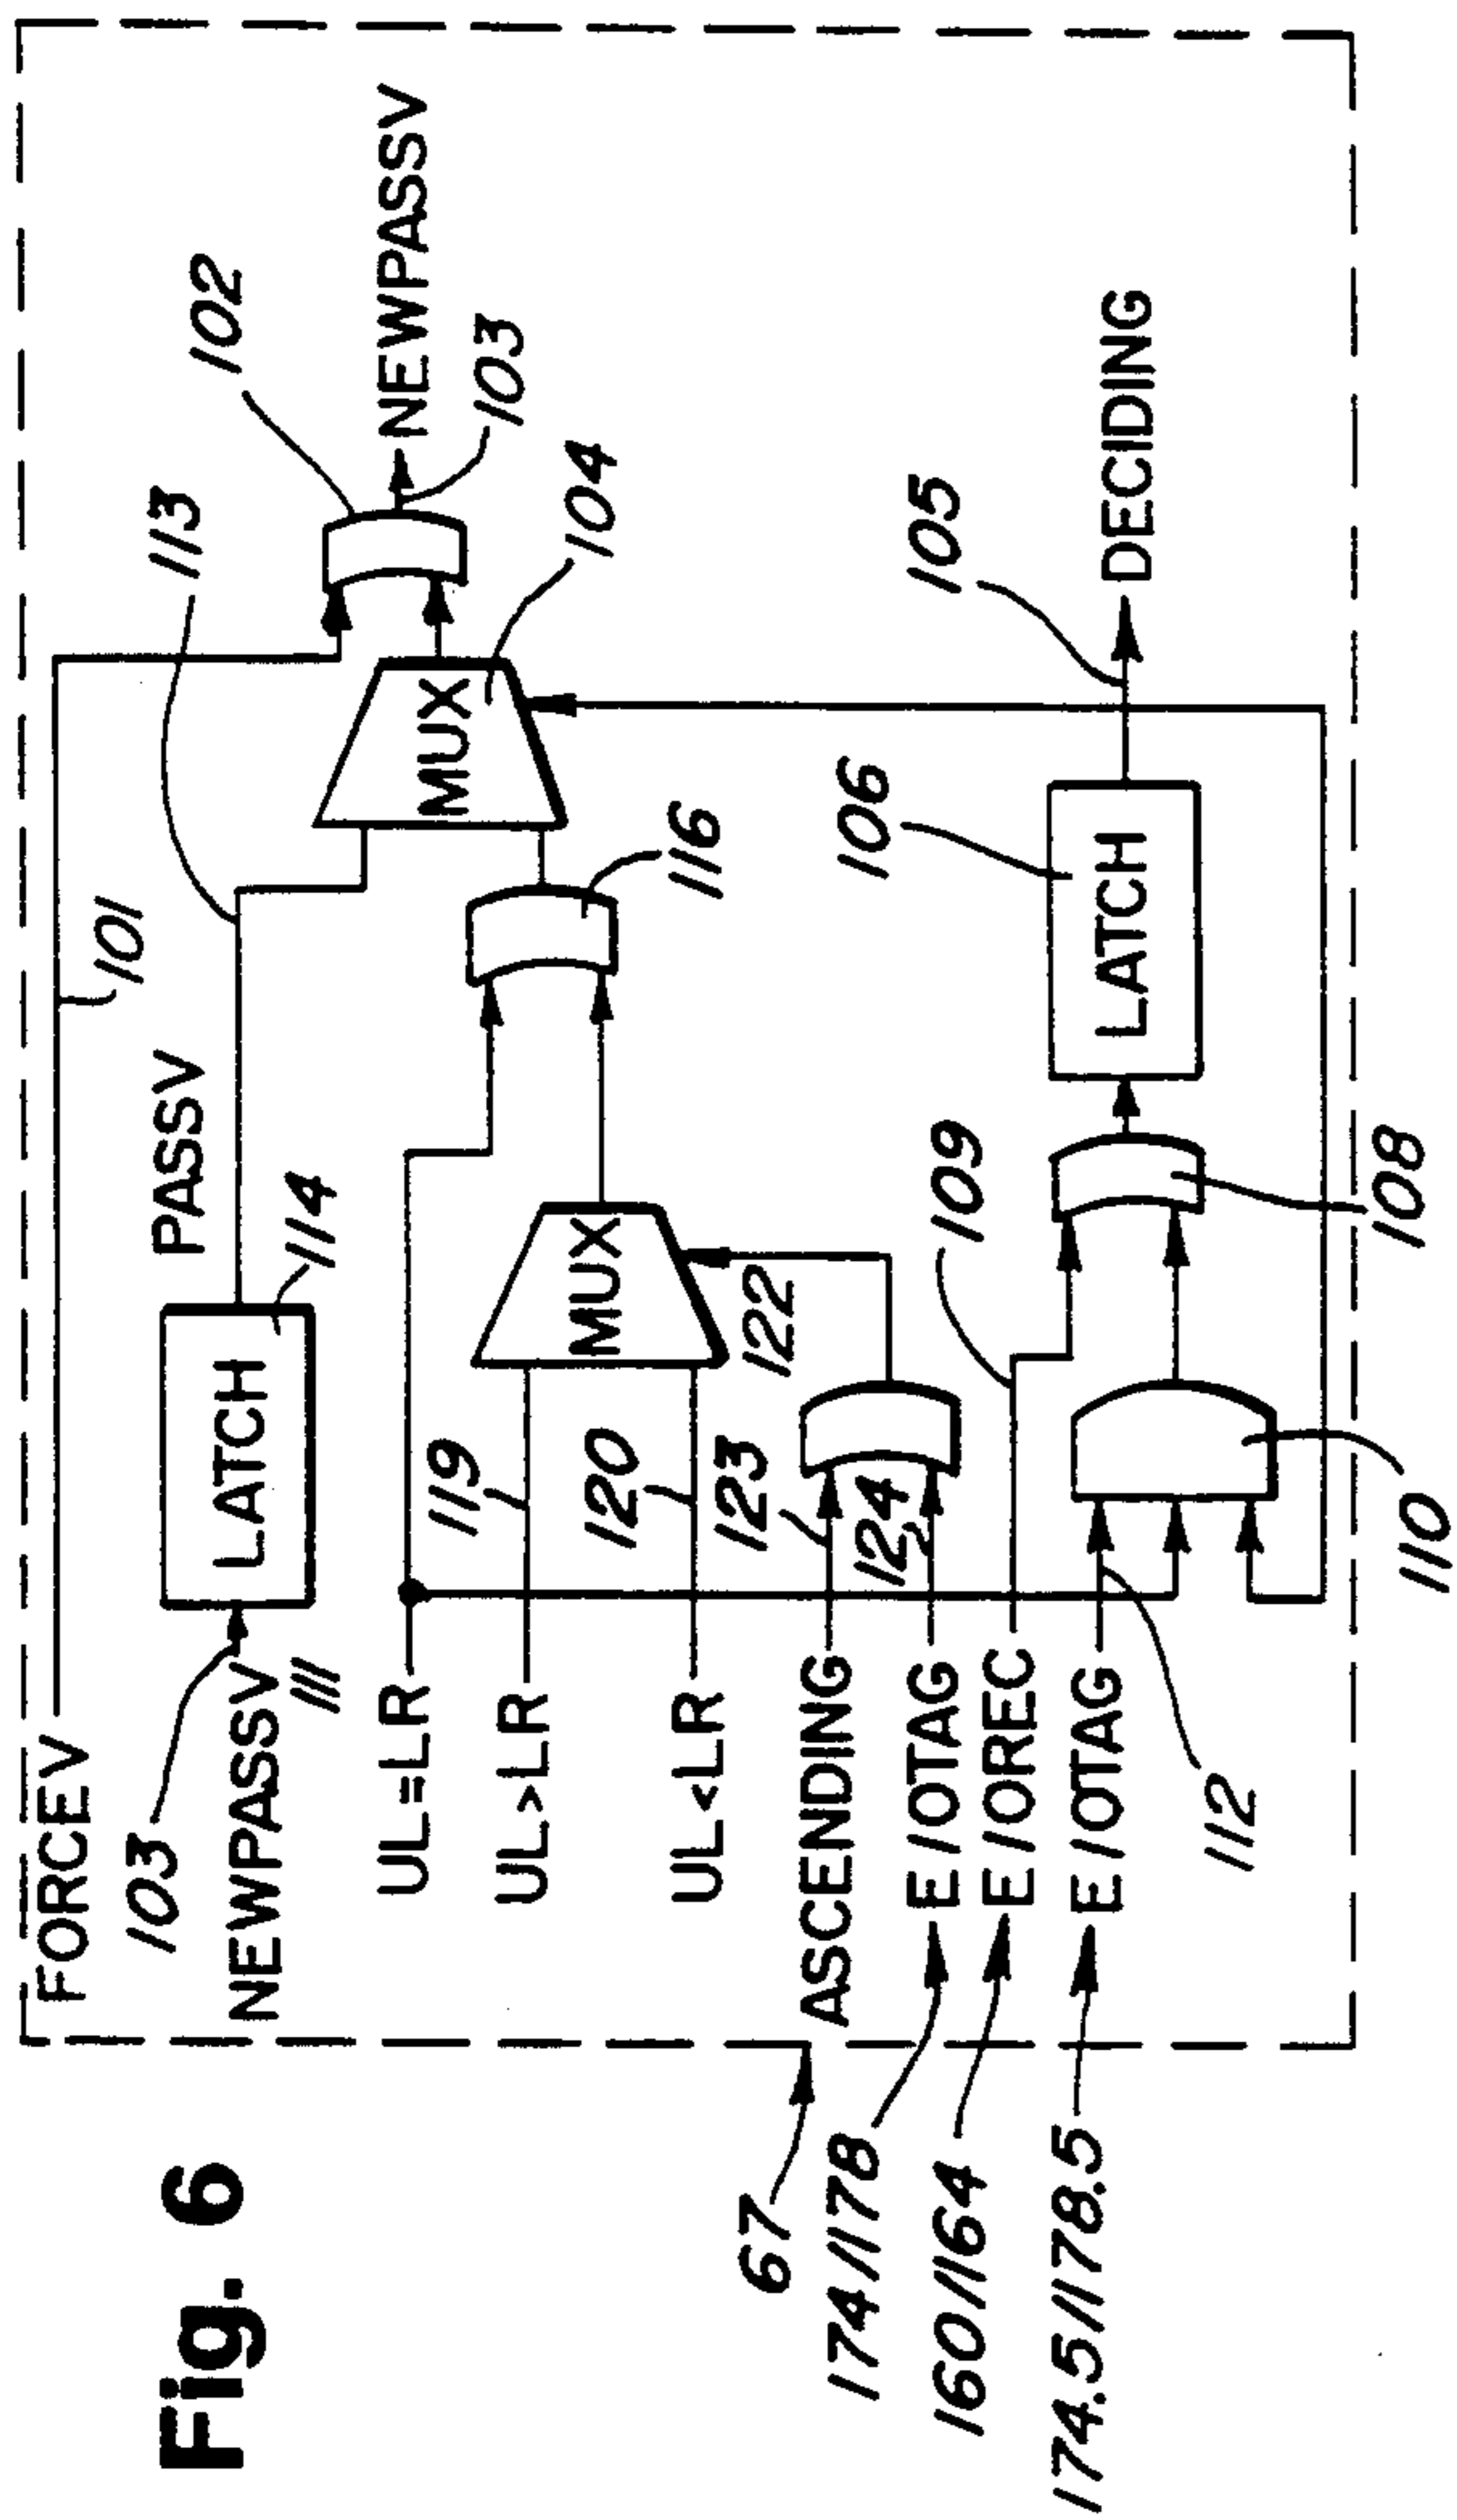 Fig. 6
FORCEV
101
102
113
103
NEWPASSV
111
LATCH
114
PASSV
MUX
104
NEWPASSV
103
UL=LR
116
UL>LR
119
MUX
UL<LR
120
122
ASCENDING
123
67
E/OTAG
124
174//178
106
105
E/OREC
109
160//164
LATCH
DECIDING
E/OTAG
174.5//178.5
112
110
108